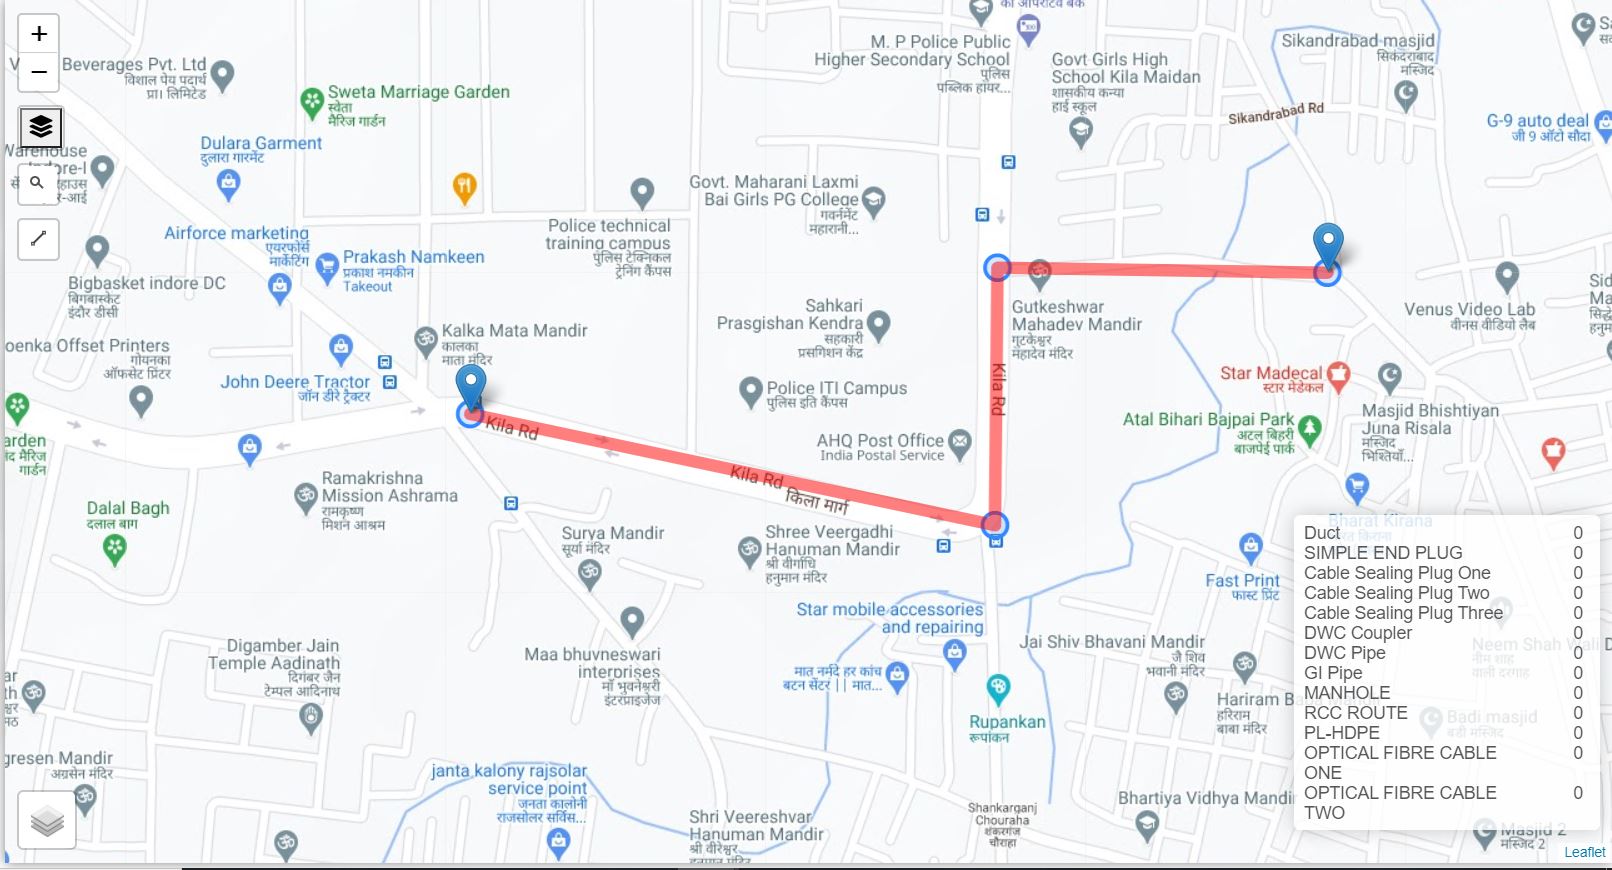 को ऑपरेटिव बैंक
M. P Police Public
Higher Secondary School
पुलिस
पब्लिक हायर...
Govt Girls High
School Kila Maidan
शासकीय कन्या
हाई स्कूल
Sikandrabad masjid
सिकंदराबाद
मस्जिद
Sikandrabad Rd
G-9 auto deal
जी 9 ऑटो सौदा
+
−
Beverages Pvt. Ltd
विशाल पेय पदार्थ
प्रा। लिमिटेड
Sweta Marriage Garden
स्वेता
मैरिज गार्डन
Dulara Garment
दुलारा गारमेंट
Warehouse
Indore-I
र-आई
Govt. Maharani Laxmi
Bai Girls PG College
गवर्नमेंट
महारानी...
Police technical
training campus
पुलिस टेक्निकल
ट्रेनिंग कैंपस
Airforce marketing
एयरफोर्स
मार्केटिंग
Prakash Namkeen
प्रकाश नमकीन
Takeout
Bigbasket indore DC
बिगबास्केट
इंदौर डीसी
Gutkeshwar
Mahadev Mandir
गुटकेश्वर
महादेव मंदिर
Venus Video Lab
वीनस वीडियो लैब
Sahkari
Prasgishan Kendra
सहकारी
प्रसगिशन केंद्र
Kalka Mata Mandir
कालका
माता मंदिर
oenka Offset Printers
गोयनका
ऑफसेट प्रिंटर
John Deere Tractor
जॉन डीरे ट्रैक्टर
Police ITI Campus
पुलिस इति कैंपस
Kila Rd
Star Madecal
स्टार मेडेकल
Atal Bihari Bajpai Park
अटल बिहारी
बाजपेई पार्क
Masjid Bhishtiyan
Juna Risala
मस्जिद
भिश्तियाँ...
arden
मैरिज
गार्डन
Kila Rd
AHQ Post Office
India Postal Service
Kila Rd
किला मार्ग
Ramakrishna
Mission Ashrama
रामकृष्ण
मिशन आश्रम
Dalal Bagh
दलाल बाग
Surya Mandir
सूर्या मंदिर
Shree Veergadhi
Hanuman Mandir
श्री वीर्गाधि
हनुमान मंदिर
Bharat Kirana
Fast Print
फास्ट प्रिंट
Star mobile accessories
and repairing
मात् नर्मदे हर कांच
बटन सेंटर || मात...
Jai Shiv Bhavani Mandir
जै शिव
भवानी मंदिर
Digamber Jain
Temple Aadinath
दिगंबर जैन
टेम्पल आदिनाथ
Maa bhuvneswari
interprises
माँ भुवनेश्वरी
इंटरप्राइजेज
Hariram B
हरिराम
बाबा मंदिर
Rupankan
रूपांकन
gresen Mandir
अग्रसेन मंदिर
janta kalony rajsolar
service point
जनता कालोनी
राजसोलर सर्विस...
Shri Veereshvar
Hanuman Mandir
श्री वीरेश्वर
हनुमान मंदिर
Shankarganj
Chouraha
शंकरगंज
चौराहा
Bhartiya Vidhya Mandir
Duct 0
SIMPLE END PLUG 0
Cable Sealing Plug One 0
Cable Sealing Plug Two 0
Cable Sealing Plug Three 0
DWC Coupler 0
DWC Pipe 0
GI Pipe 0
MANHOLE 0
RCC ROUTE 0
PL-HDPE 0
OPTICAL FIBRE CABLE 0
ONE
OPTICAL FIBRE CABLE 0
TWO
Neem Shah Wali D
नीम शाह
वाली दरगाह
Badi masjid
बडी मस्जिद
Masjid 2
मस्जिद 2
Leaflet